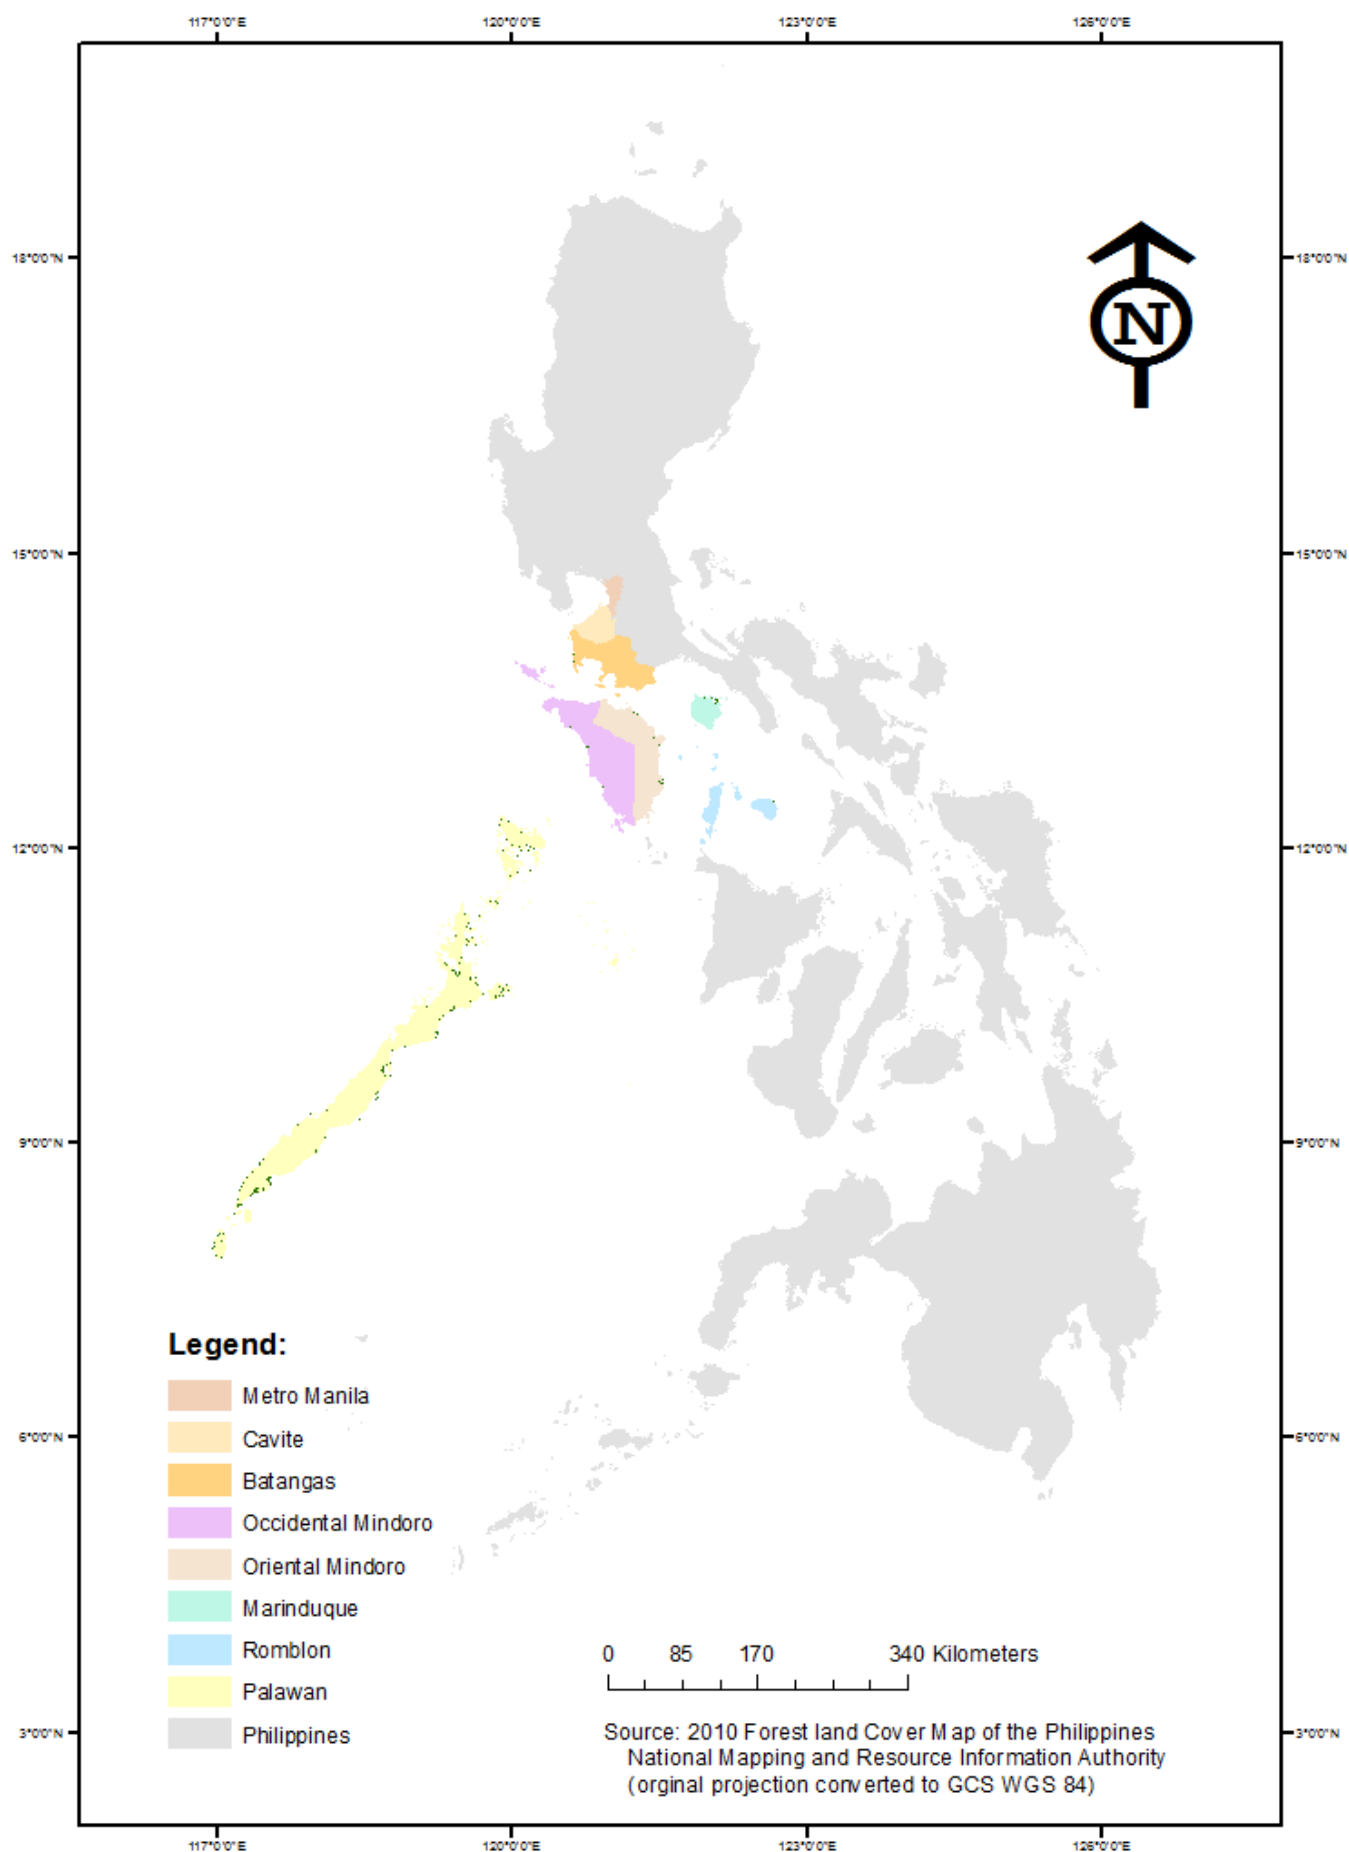 117°0'0"E 120°0'0"E 123°0'0"E 126°0'0"E
18°0'0"N 18°0'0"N
N
15°0'0"N 15°0'0"N
12°0'0"N 12°0'0"N
9°0'0"N 9°0'0"N
Legend:
Metro Manila
Cavite
6°0'0"N 6°0'0"N
Batangas
Occidental Mindoro
Oriental Mindoro
Marinduque
Romblon
Palawan
Philippines
0 85 170 340 Kilometers
3°0'0"N 3°0'0"N
Source: 2010 Forest land Cover Map of the Philippines
National Mapping and Resource Information Authority
(orginal projection converted to GCS WGS 84)
117°0'0"E 120°0'0"E 123°0'0"E 126°0'0"E